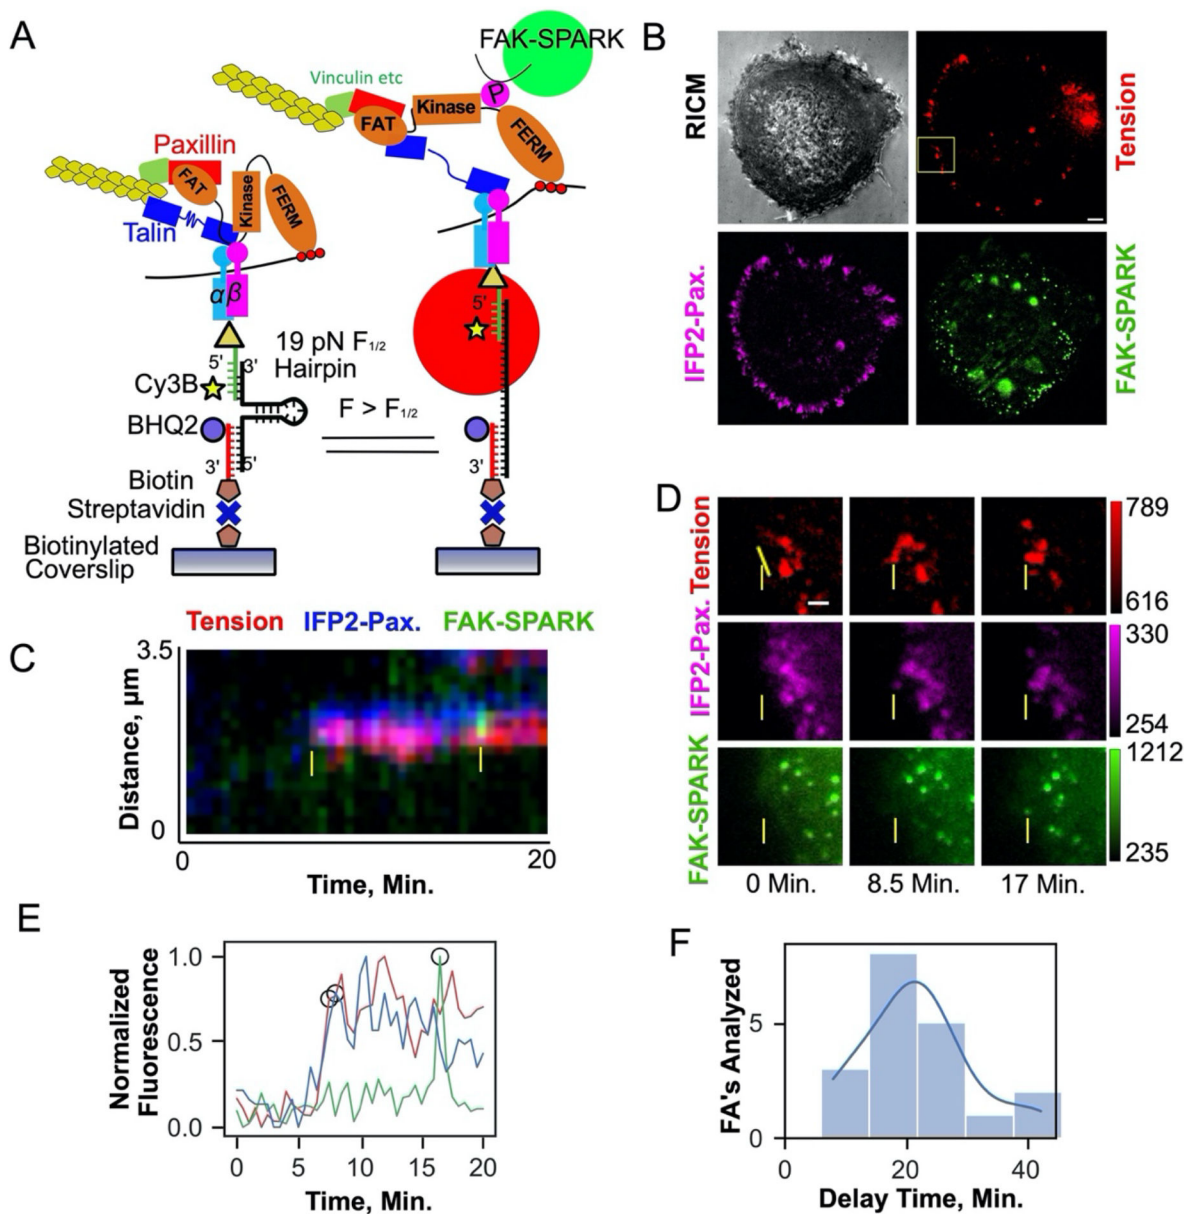 A
FAK-SPARK
Vinculin etc
P
Kinase
FAT
FERM
Paxillin
FAT
Kinase
FERM
Talin
αβ
5'
5'
3'
19 pN F1/2
Hairpin
Cy3B
F > F1/2
BHQ2
3'
5'
3'
Biotin
Streptavidin
Biotinylated
Coverslip
B
RICM
Tension
IFP2-Pax.
FAK-SPARK
C
Tension IFP2-Pax. FAK-SPARK
3.5
Distance, µm
0
0
20
Time, Min.
D
Tension
789
616
IFP2-Pax.
330
254
FAK-SPARK
1212
235
0 Min. 8.5 Min. 17 Min.
E
Normalized
Fluorescence
1.0
0.5
0.0
0 5 10 15 20
Time, Min.
F
FA's Analyzed
5
0
0 20 40
Delay Time, Min.